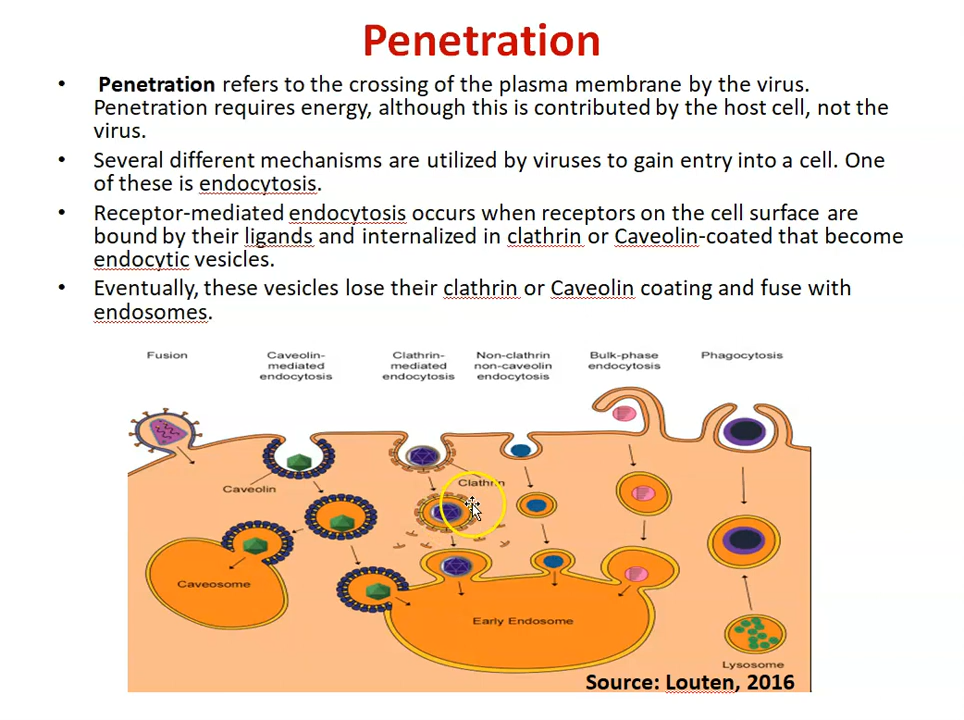 Penetration
• Penetration refers to the crossing of the plasma membrane by the virus.
Penetration requires energy, although this is contributed by the host cell, not the
virus.
• Several different mechanisms are utilized by viruses to gain entry into a cell. One
of these is endocytosis.
• Receptor-mediated endocytosis occurs when receptors on the cell surface are
bound by their ligands and internalized in clathrin or Caveolin-coated that become
endocytic vesicles.
• Eventually, these vesicles lose their clathrin or Caveolin coating and fuse with
endosomes.
Fusion
Caveolin-
mediated
endocytosis
Clathrin-
mediated
endocytosis
Non-clathrin
non-caveolin
endocytosis
Bulk-phase
endocytosis
Phagocytosis
Caveolin
Clathrin
Caveosome
Early Endosome
Lysosome
Source: Louten, 2016